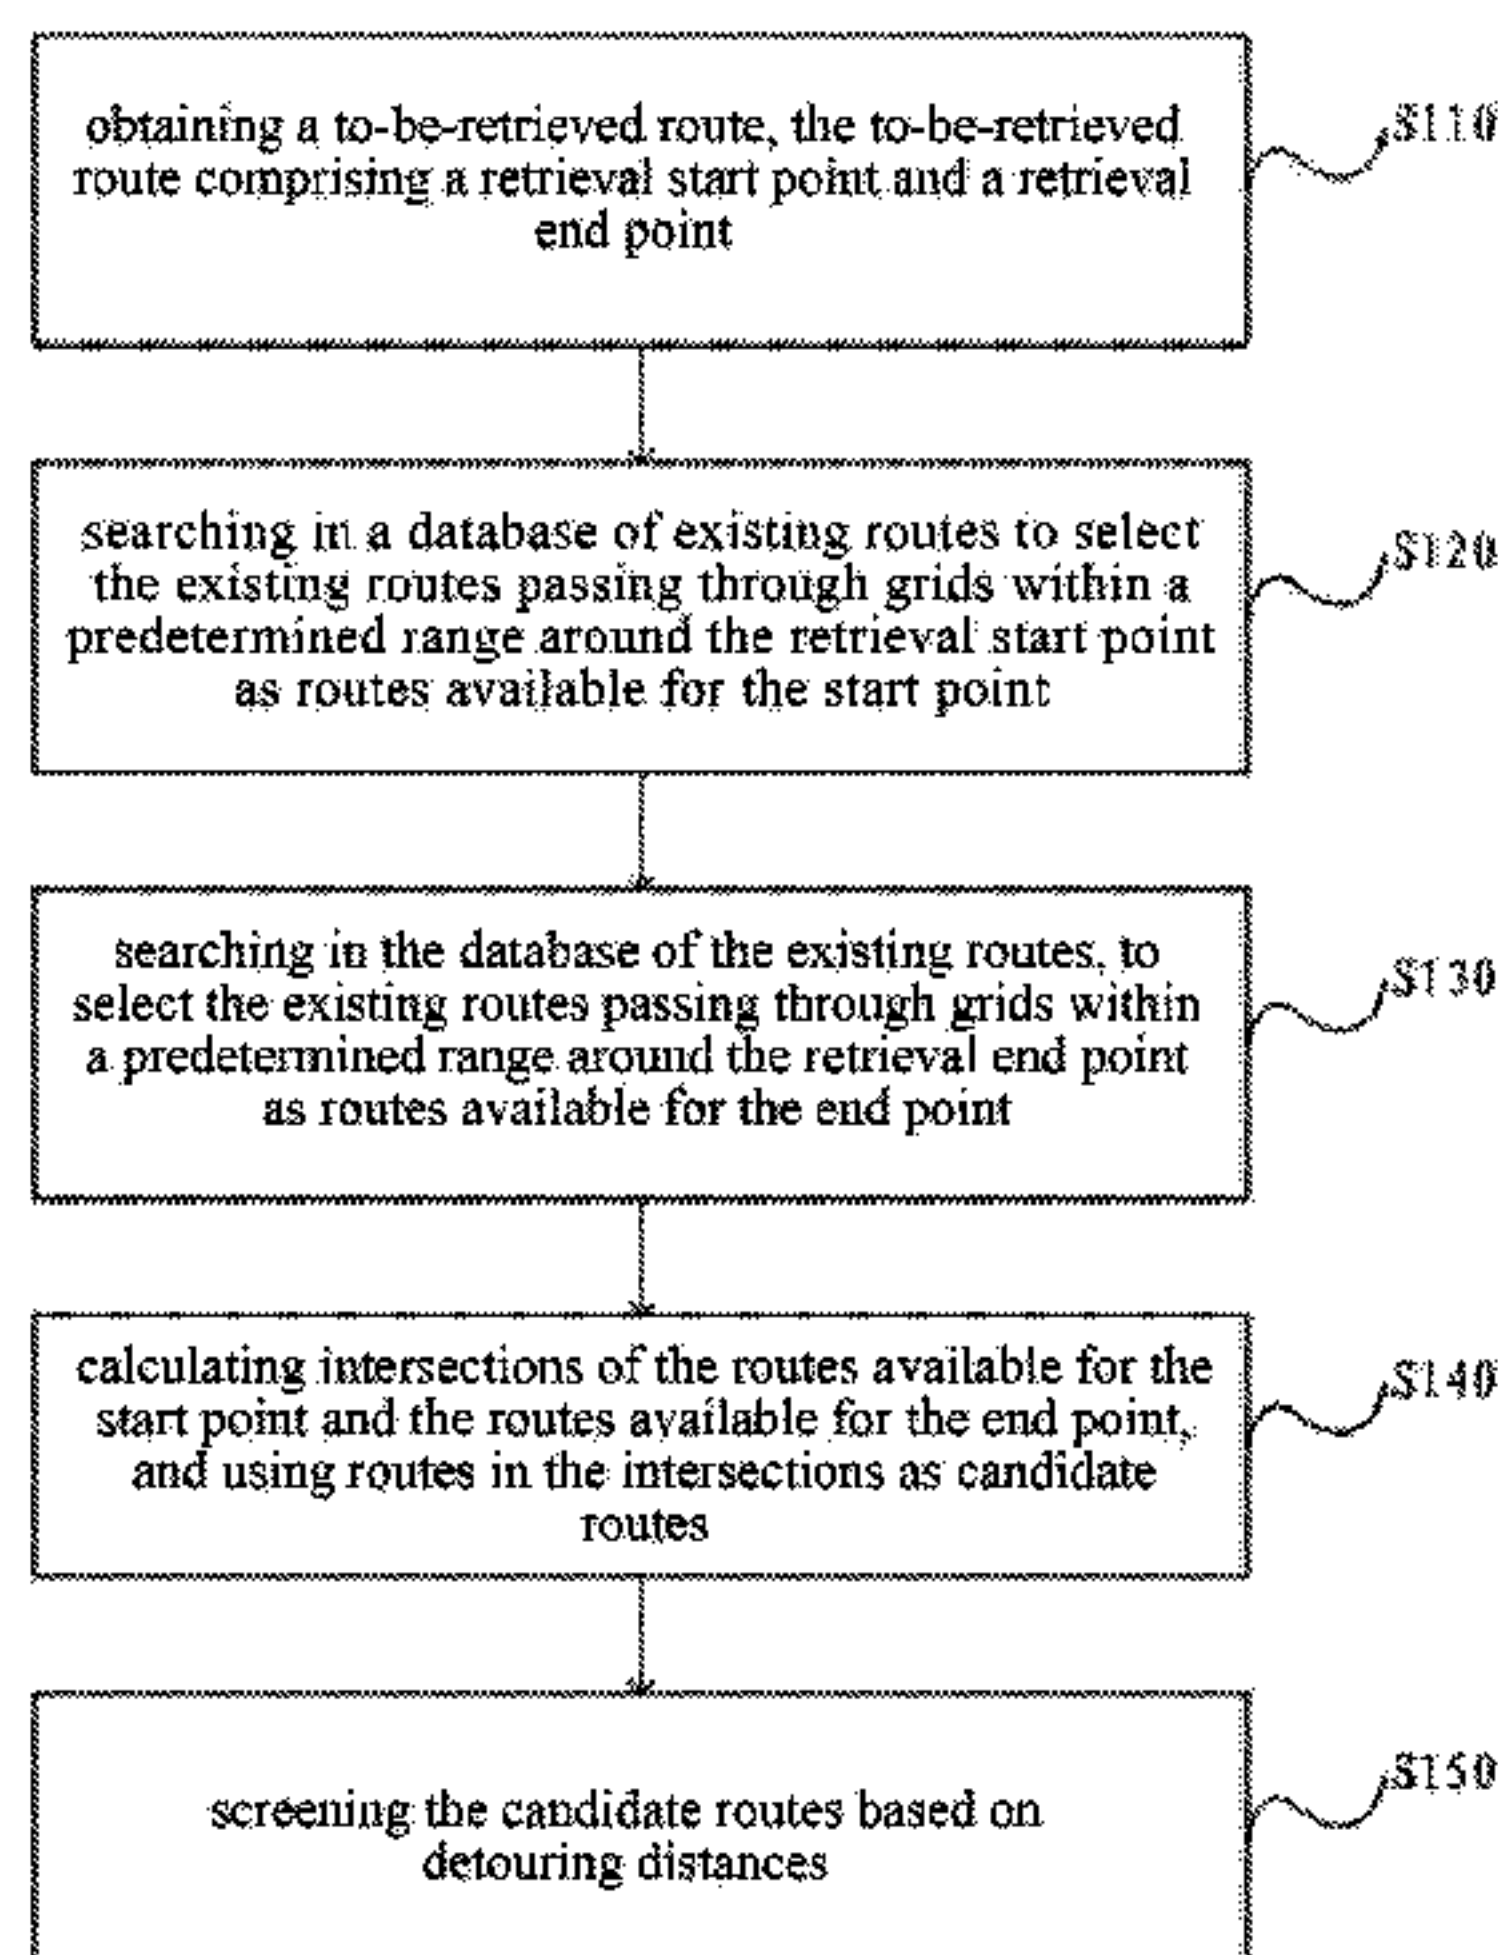 obtaining a to-be-retrieved route, the to-be-retrieved
route comprising a retrieval start point and a retrieval
end point
S110
searching in a database of existing routes to select
the existing routes passing through grids within a
predetermined range around the retrieval start point
as routes available for the start point
S120
searching in the database of the existing routes, to
select the existing routes passing through grids within
a predetermined range around the retrieval end point
as routes available for the end point
S130
calculating intersections of the routes available for the
start point and the routes available for the end point,
and using routes in the intersections as candidate
routes
S140
screening the candidate routes based on
detouring distances
S150